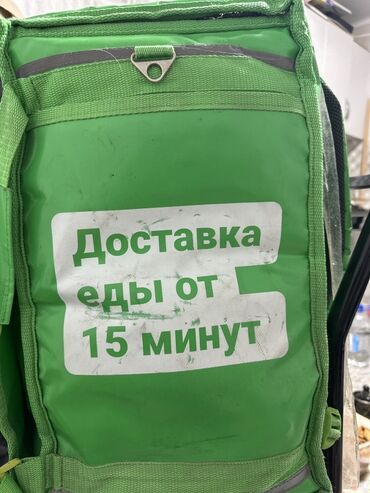 Доставка
еды от
15 минут